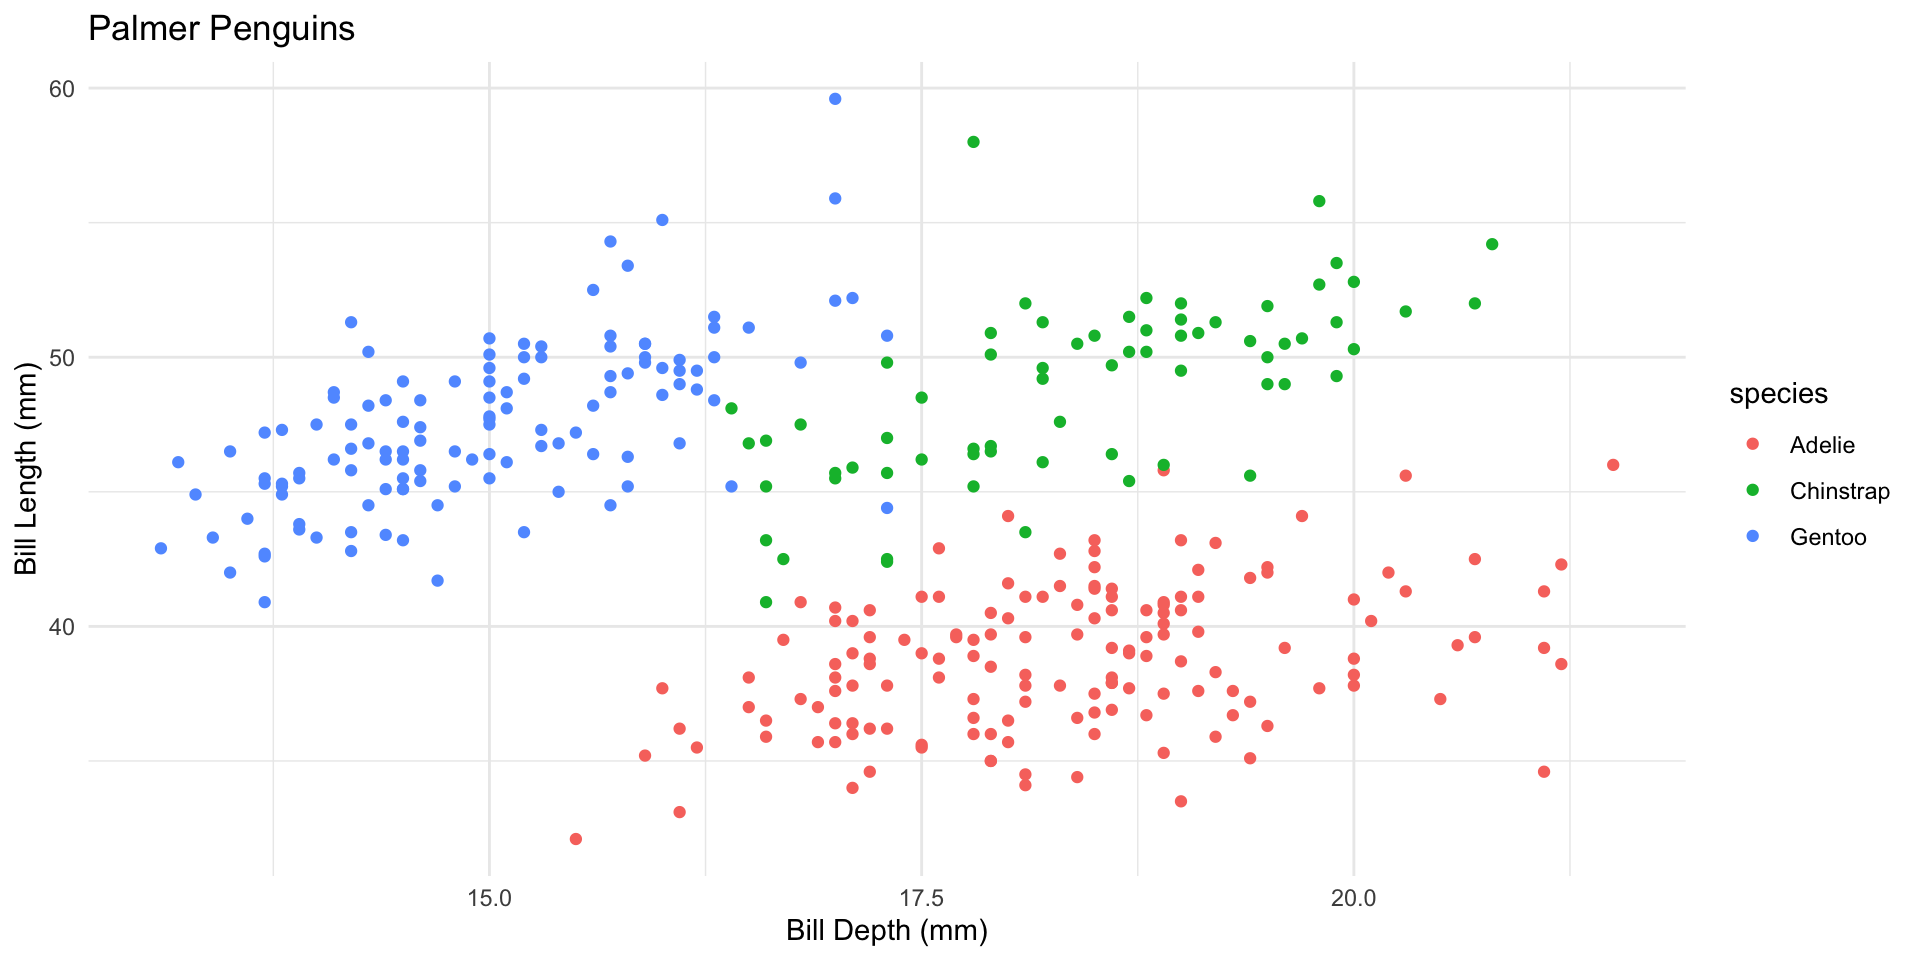 Palmer Penguins
60
50
40
Bill Length (mm)
15.0 17.5 20.0
Bill Depth (mm)
species
Adelie
Chinstrap
Gentoo